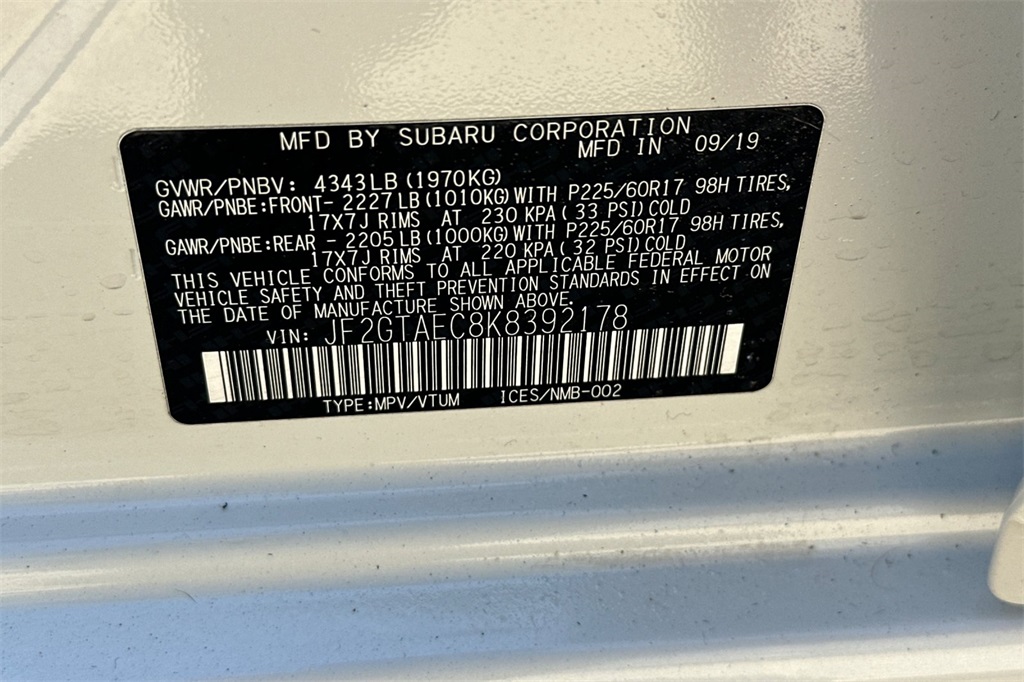 MFD BY SUBARU CORPORATION
MFD IN 09/19
GVWR/PNBV: 4343LB(1970KG)
GAWR/PNBE:FRONT- 2227LB(1010KG)WITH P225/60R17 98H TIRES,
17X7J RIMS AT 230 KPA(33 PSI)COLD
GAWR/PNBE:REAR - 2205LB(1000KG)WITH P225/60R17 98H TIRES,
17X7J RIMS AT 220 KPA(32 PSI)COLD
THIS VEHICLE CONFORMS TO ALL APPLICABLE FEDERAL MOTOR
VEHICLE SAFETY AND THEFT PREVENTION STANDARDS IN EFFECT ON
THE DATE OF MANUFACTURE SHOWN ABOVE.
VIN: JF2GTAEC8K8392178
TYPE:MPV/VTUM ICES/NMB-002